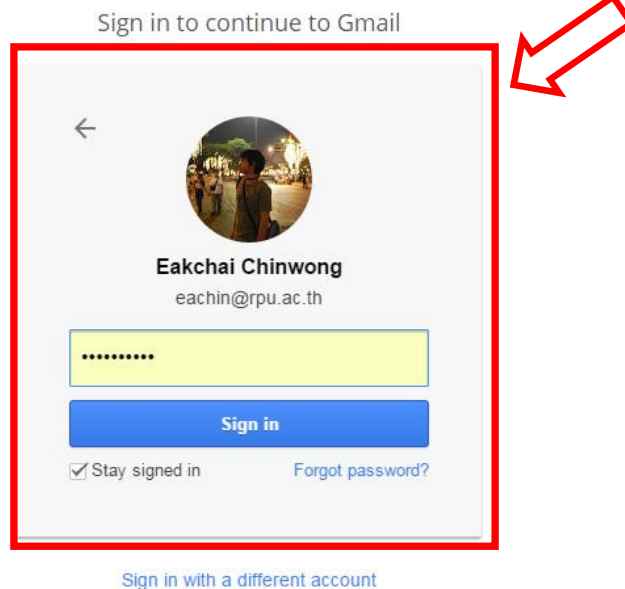 Sign in to continue to Gmail
Eakchai Chinwong
eachin@rpu.ac.th
••••••••••
Sign in
Stay signed in Forgot password?
Sign in with a different account